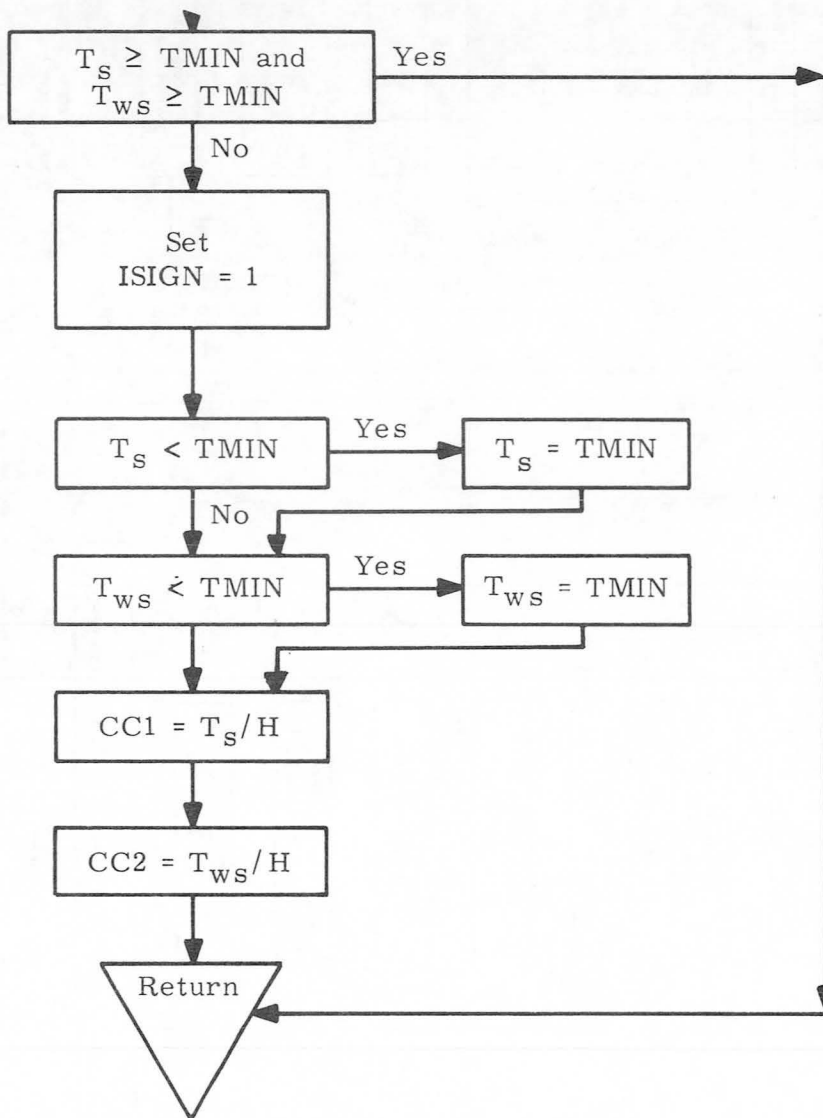 T_s ≥ TMIN and
T_ws ≥ TMIN
Yes
No
Set
ISIGN = 1
T_s < TMIN
Yes
T_s = TMIN
No
T_ws < TMIN
Yes
T_ws = TMIN
CC1 = T_s/H
CC2 = T_ws/H
Return